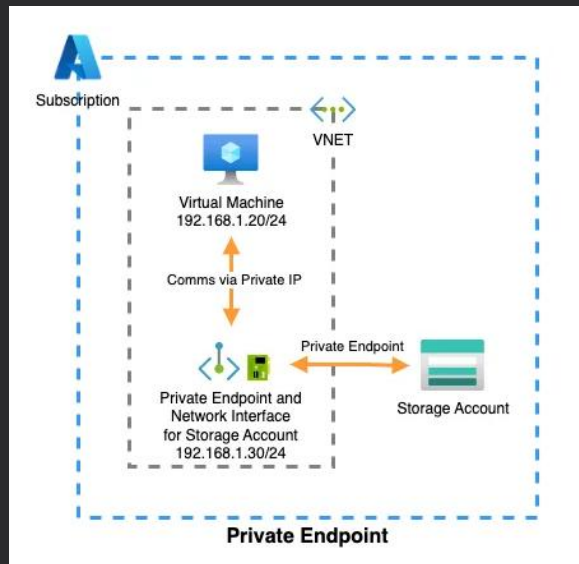 Subscription
VNET
Virtual Machine
192.168.1.20/24
Comms via Private IP
Private Endpoint
Private Endpoint and
Network Interface
for Storage Account
192.168.1.30/24
Storage Account
Private Endpoint